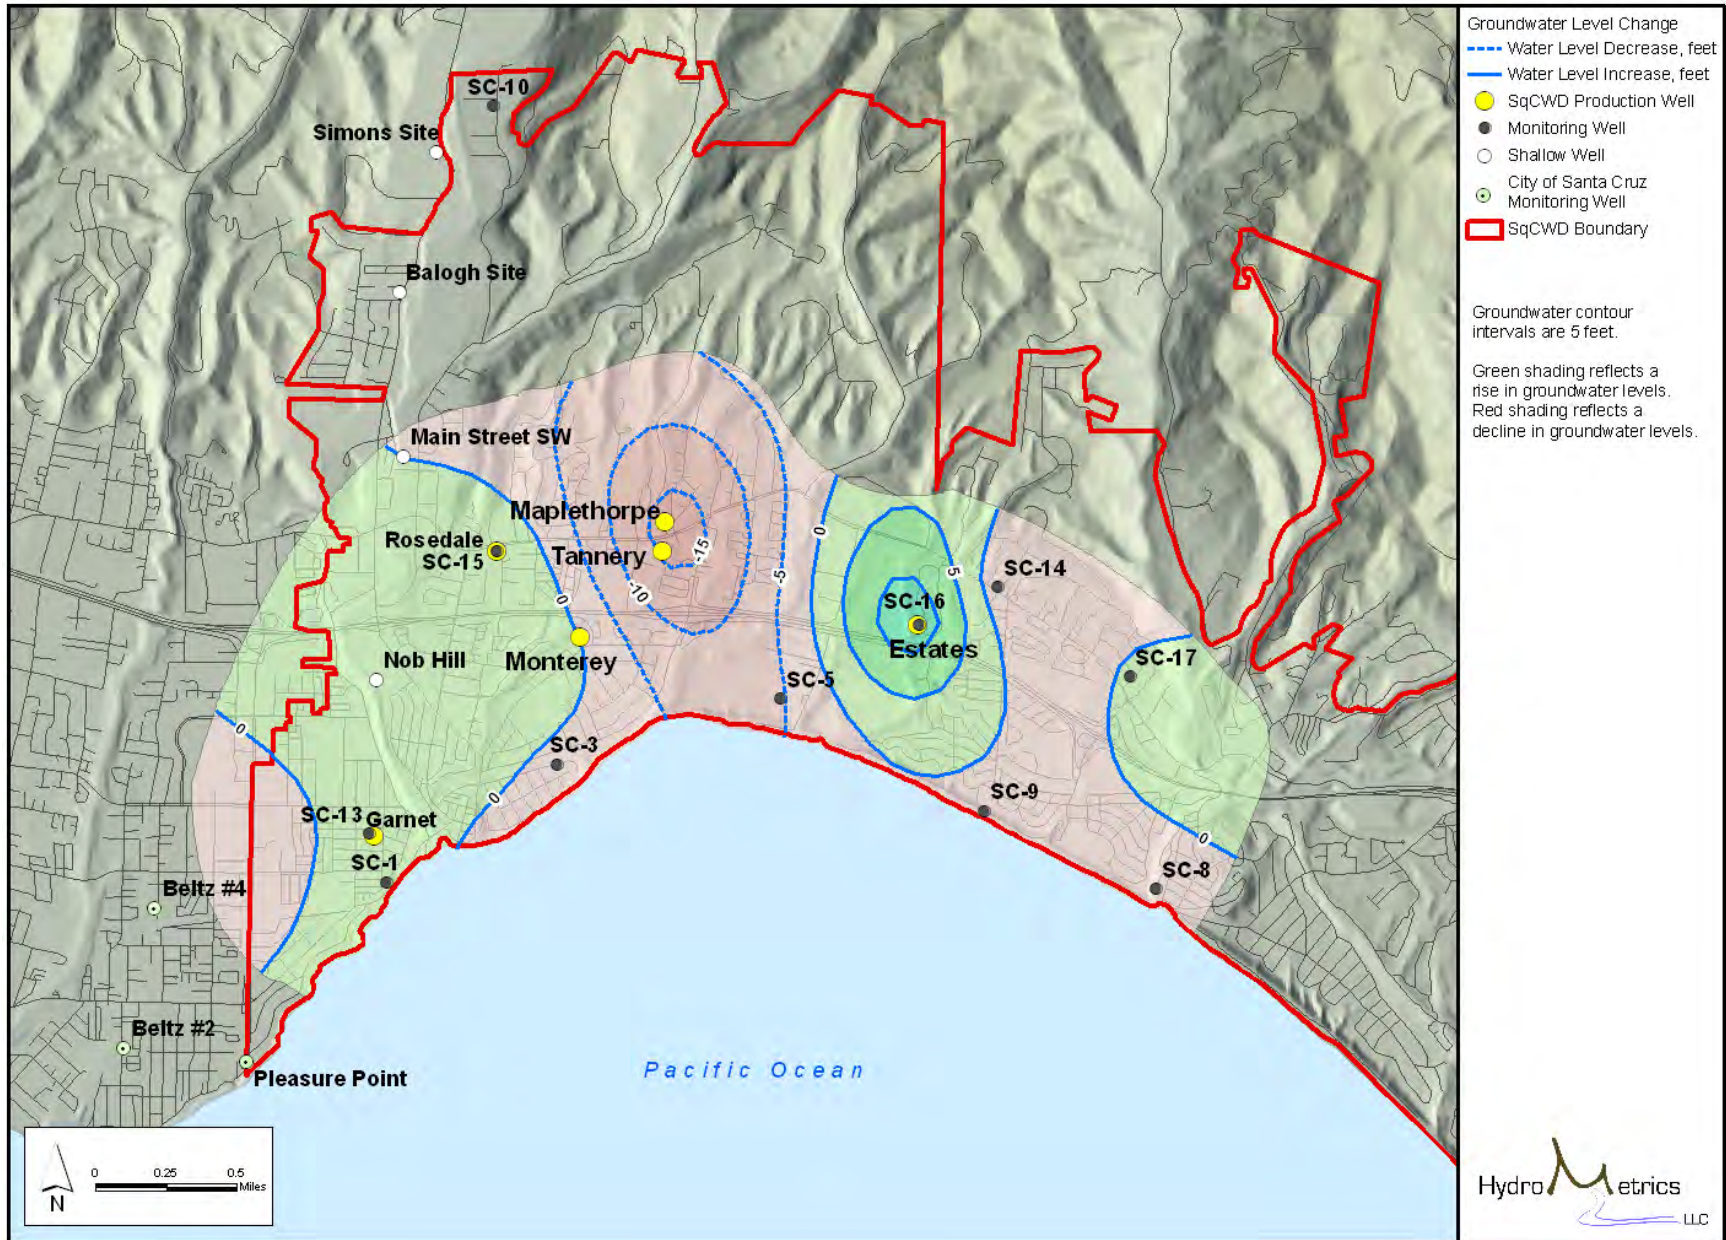 SC-10
Simons Site
Balogh Site
Main Street SW
Maplethorpe
Rosedale
SC-15
Tannery
-15
-10
-5
0
0
5
SC-14
SC-16
Estates
Nob Hill
Monterey
SC-17
SC-5
0
SC-3
0
SC-13 Garnet
SC-9
0
SC-1
SC-8
Beltz #4
Beltz #2
Pleasure Point
Pacific Ocean
N
0 0.25 0.5
Miles
Groundwater Level Change
Water Level Decrease, feet
Water Level Increase, feet
SqCWD Production Well
Monitoring Well
Shallow Well
City of Santa Cruz
Monitoring Well
SqCWD Boundary
Groundwater contour
intervals are 5 feet.
Green shading reflects a
rise in groundwater levels.
Red shading reflects a
decline in groundwater levels.
Hydro Metrics
LLC